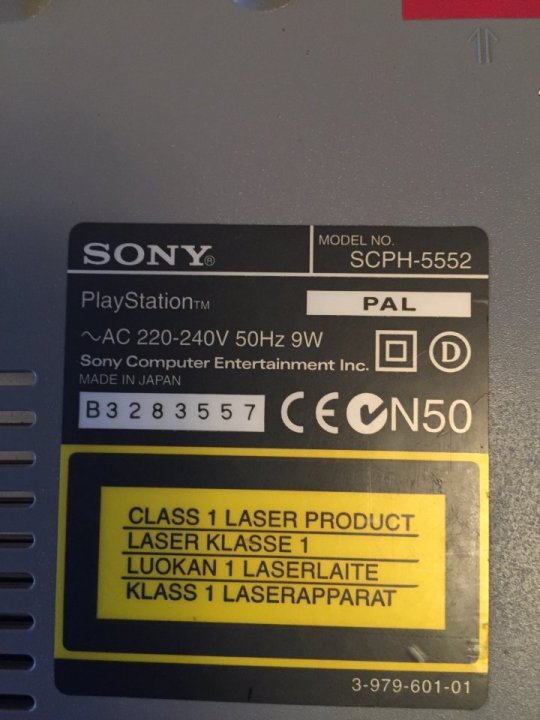 SONY®
MODEL NO.
SCPH-5552
PlayStation™
PAL
~AC 220-240V 50Hz 9W
Sony Computer Entertainment Inc.
MADE IN JAPAN
D
B3283557
CE N50
CLASS 1 LASER PRODUCT
LASER KLASSE 1
LUOKAN 1 LASERLAITE
KLASS 1 LASERAPPARAT
3-979-601-01